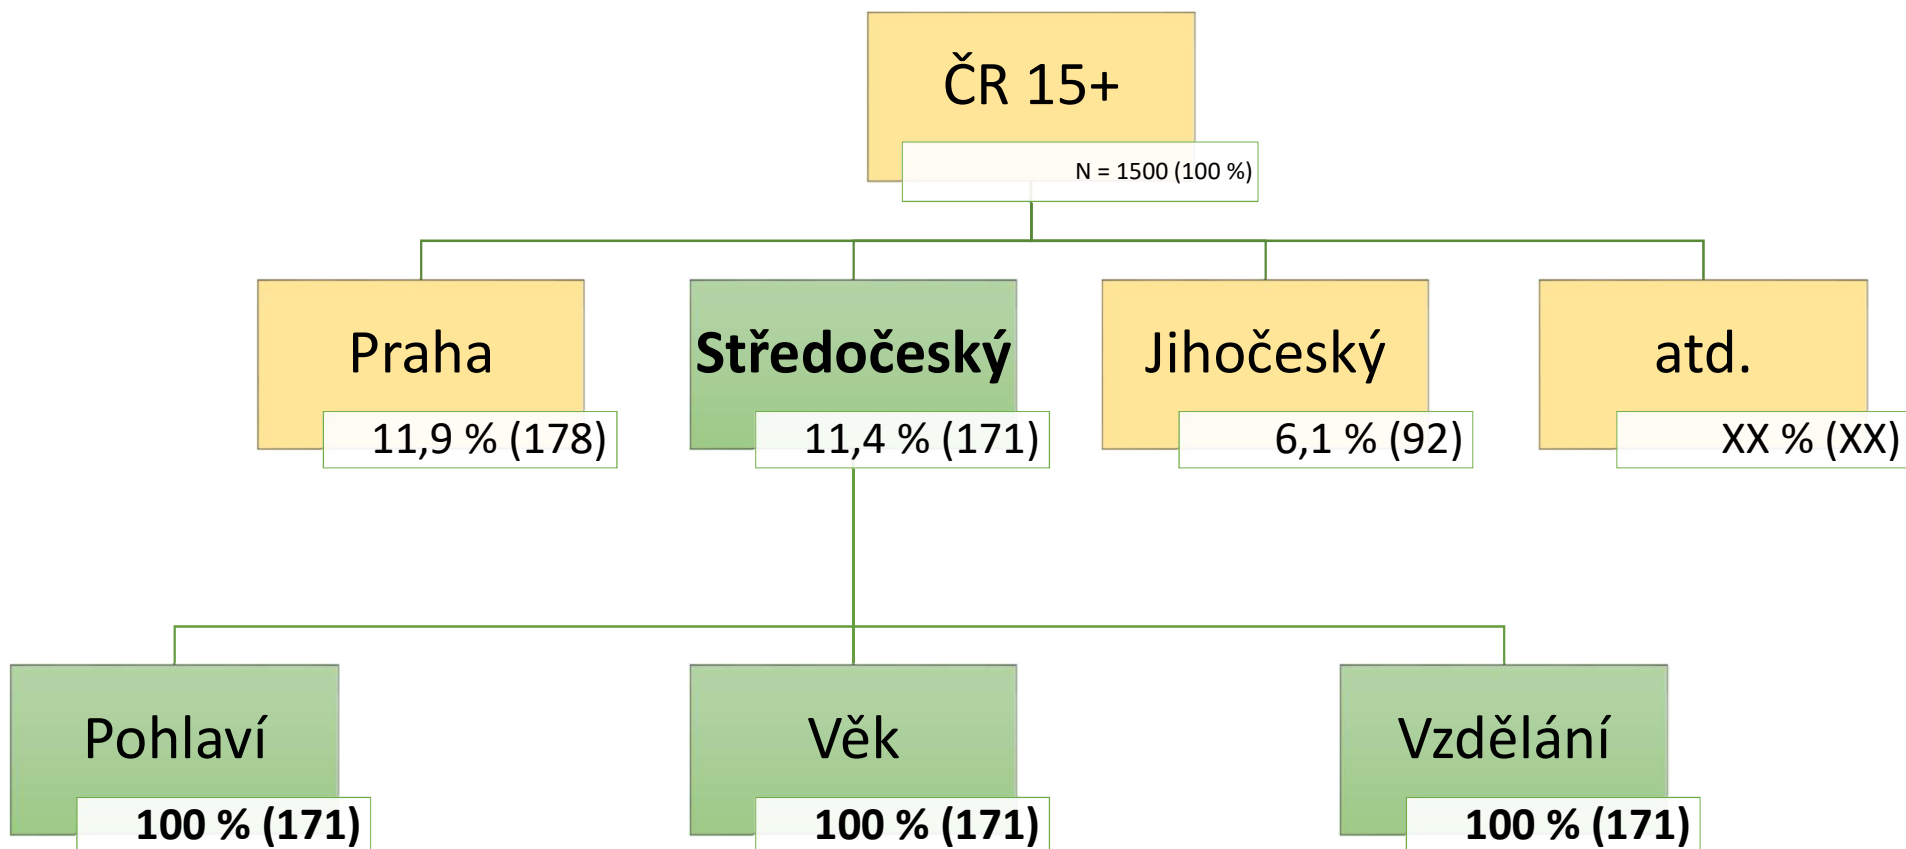 ČR 15+
N = 1500 (100 %)
Praha
11,9 % (178)
Středočeský
11,4 % (171)
Jihočeský
6,1 % (92)
atd.
XX % (XX)
Pohlaví
100 % (171)
Věk
100 % (171)
Vzdělání
100 % (171)